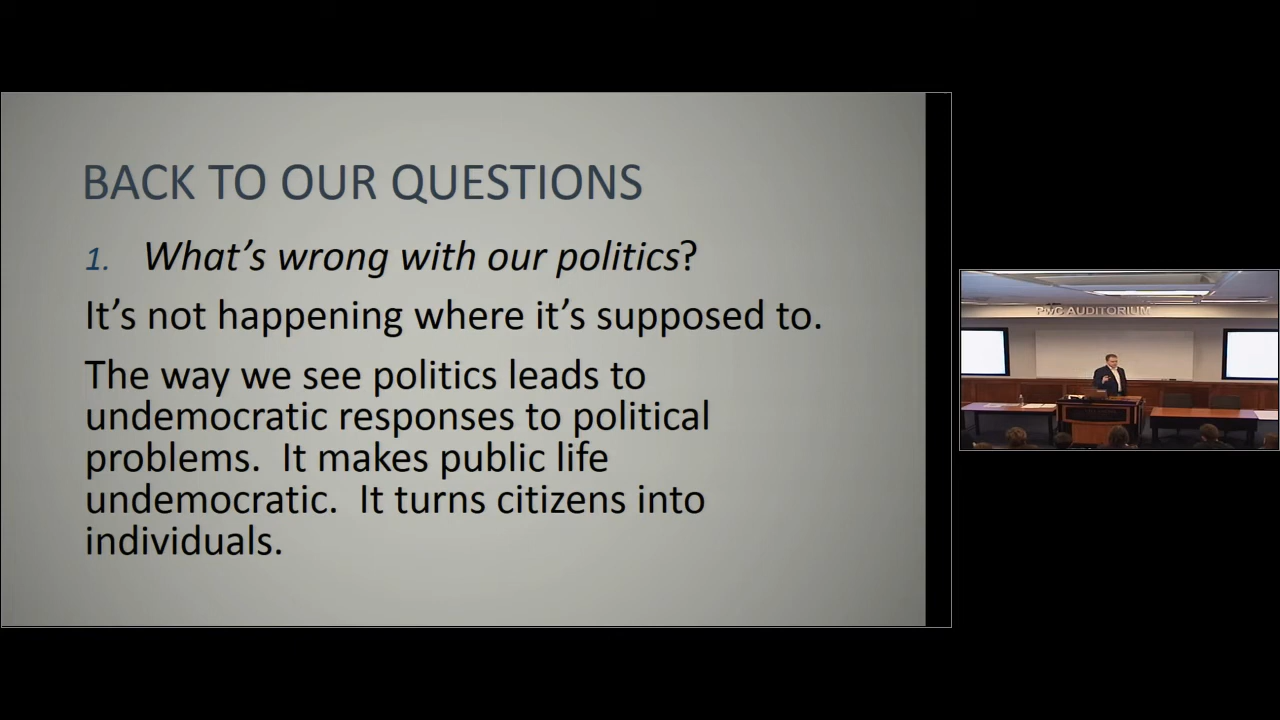 BACK TO OUR QUESTIONS
1. What's wrong with our politics?
It's not happening where it's supposed to.
The way we see politics leads to
undemocratic responses to political
problems. It makes public life
undemocratic. It turns citizens into
individuals.
PWC AUDITORIUM